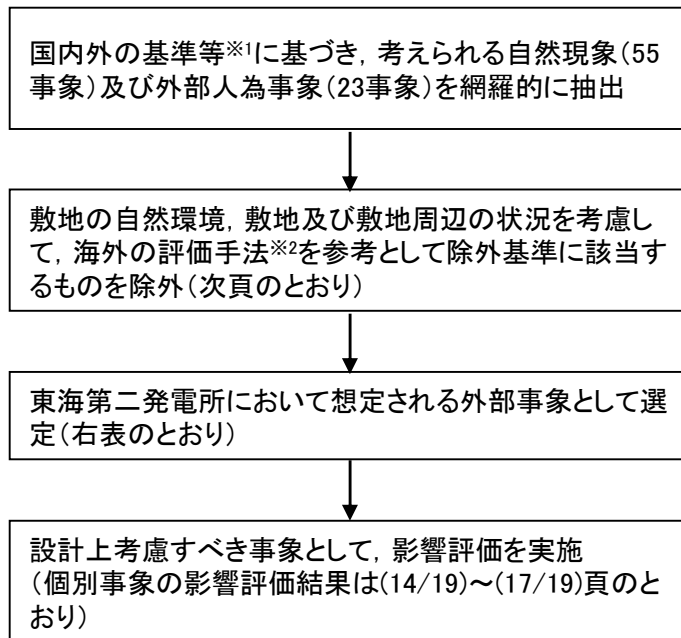 国内外の基準等※1に基づき，考えられる自然現象（55
事象）及び外部人為事象（23事象）を網羅的に抽出
敷地の自然環境，敷地及び敷地周辺の状況を考慮し
て，海外の評価手法※2を参考として除外基準に該当す
るものを除外（次頁のとおり）
東海第二発電所において想定される外部事象として選
定（右表のとおり）
設計上考慮すべき事象として，影響評価を実施
（個別事象の影響評価結果は(14/19)～(17/19)頁のと
おり）